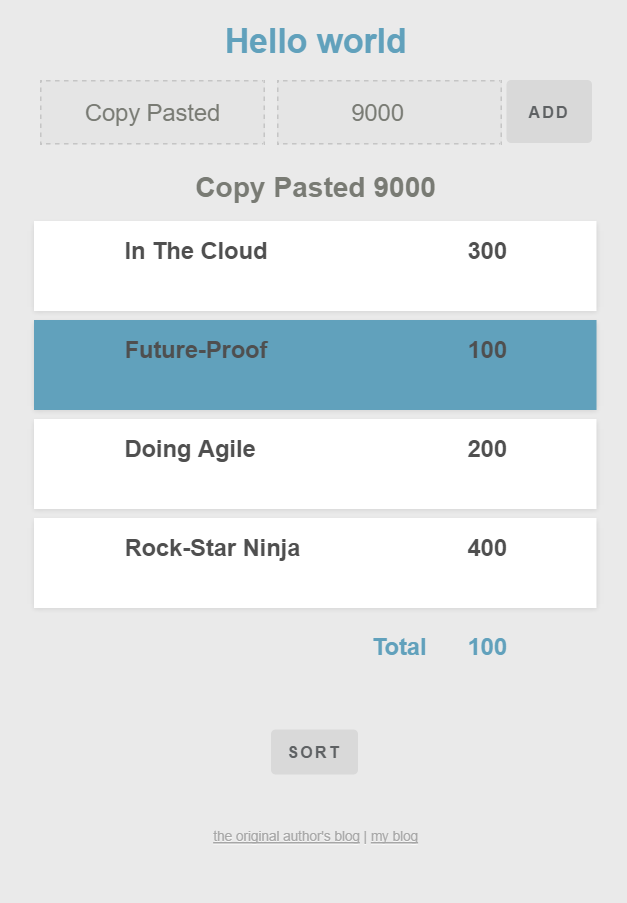 Hello world
Copy Pasted 9000 ADD
Copy Pasted 9000
In The Cloud 300
Future-Proof 100
Doing Agile 200
Rock-Star Ninja 400
Total 100
SORT
the original author's blog | my blog